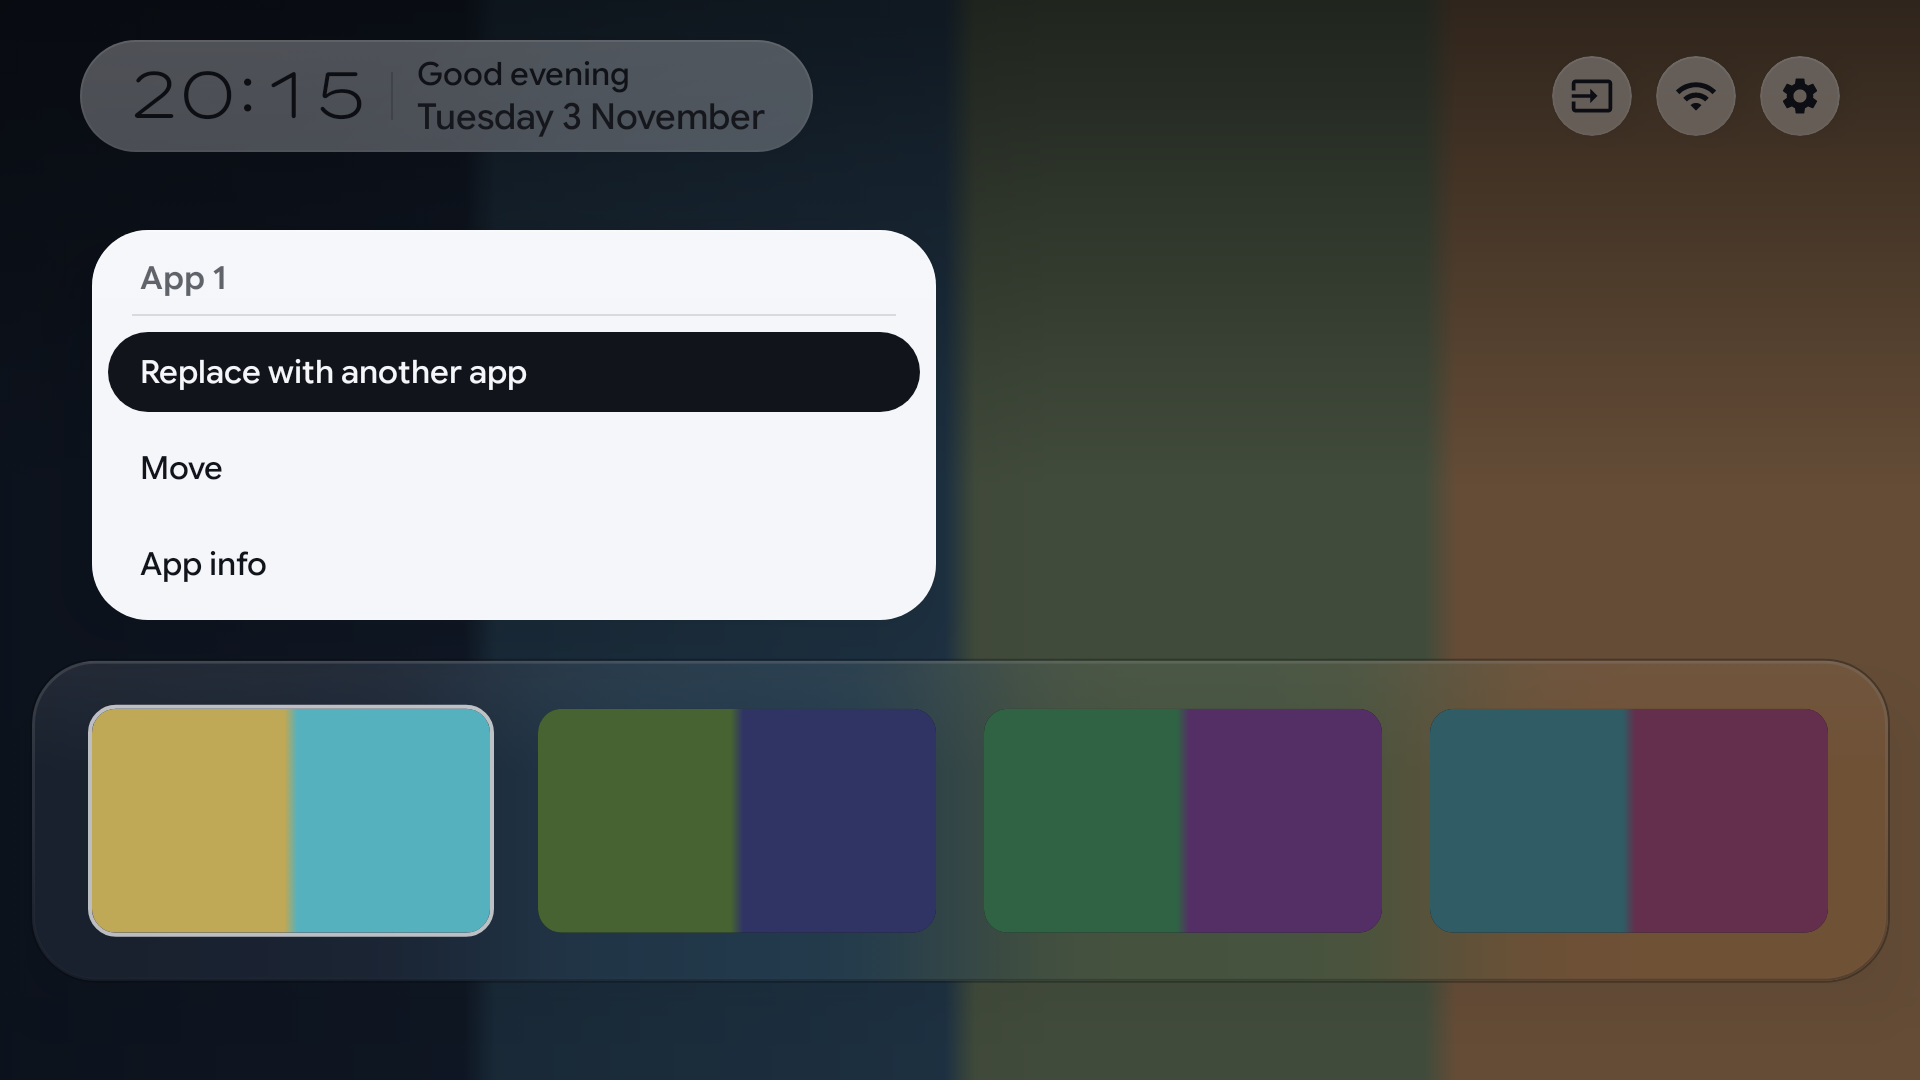 20:15
Good evening
Tuesday 3 November
App 1
Replace with another app
Move
App info